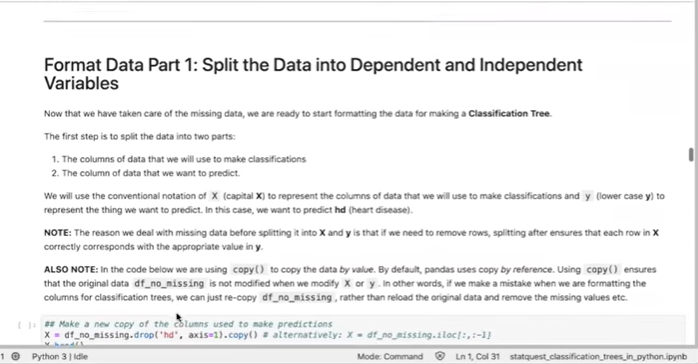 Format Data Part 1: Split the Data into Dependent and Independent
Variables
Now that we have taken care of the missing data, we are ready to start formatting the data for making a Classification Tree.
The first step is to split the data into two parts:
1. The columns of data that we will use to make classifications
2. The column of data that we want to predict.
We will use the conventional notation of X (capital X) to represent the columns of data that we will use to make classifications and y (lower case y) to
represent the thing we want to predict. In this case, we want to predict hd (heart disease).
NOTE: The reason we deal with missing data before splitting it into X and y is that if we need to remove rows, splitting after ensures that each row in X
correctly corresponds with the appropriate value in y.
ALSO NOTE: In the code below we are using copy() to copy the data by value. By default, pandas uses copy by reference. Using copy() ensures
that the original data df_no_missing is not modified when we modify X or y. In other words, if we make a mistake when we are formatting the
columns for classification trees, we can just re-copy df_no_missing, rather than reload the original data and remove the missing values etc.
[ ]: ## Make a new copy of the columns used to make predictions
X = df_no_missing.drop('hd', axis=1).copy() # alternatively: X = df_no_missing.iloc[:,:-1]
X.head()
1 Python 3 | Idle Mode: Command Ln 1, Col 31 statquest_classification_trees_in_python.ipynb